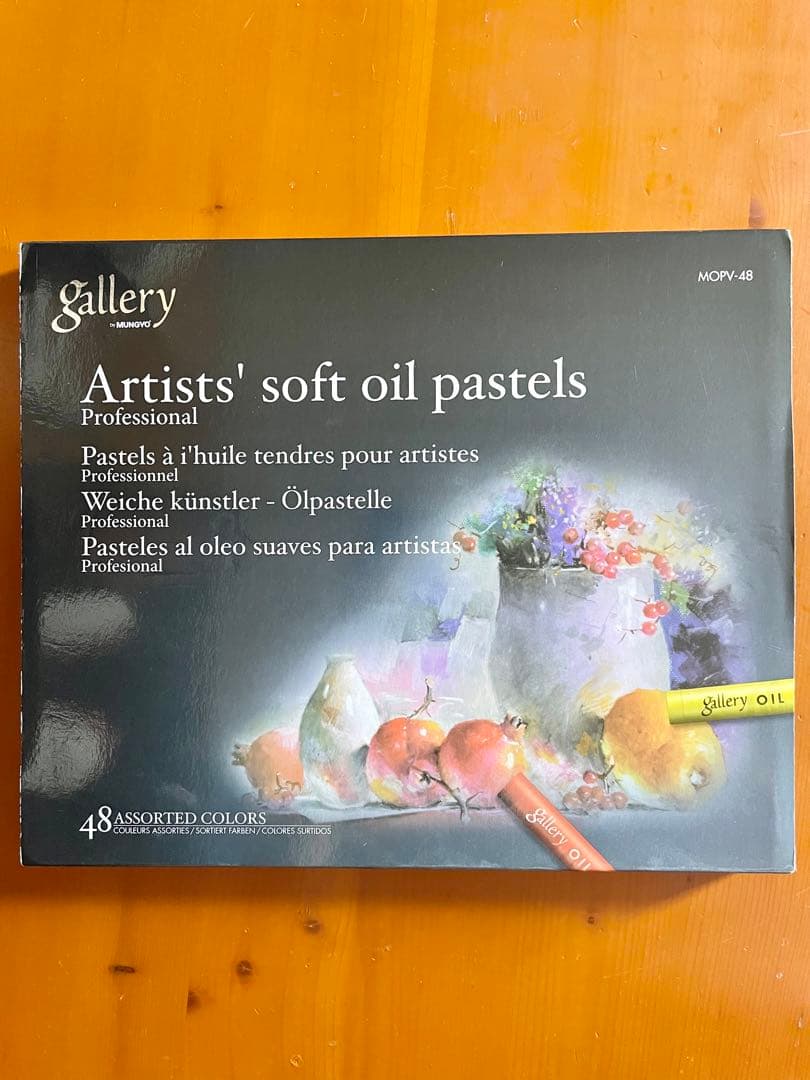 gallery
BY MUNGYO
MOPV-48
Artists' soft oil pastels
Professional
Pastels à i'huile tendres pour artistes
Professionnel
Weiche künstler - Ölpastelle
Professional
Pasteles al oleo suaves para artistas
Profesional
gallery OIL
gallery OIL
48 ASSORTED COLORS
COULEURS ASSORTIES / SORTIERT FARBEN / COLORES SURTIDOS